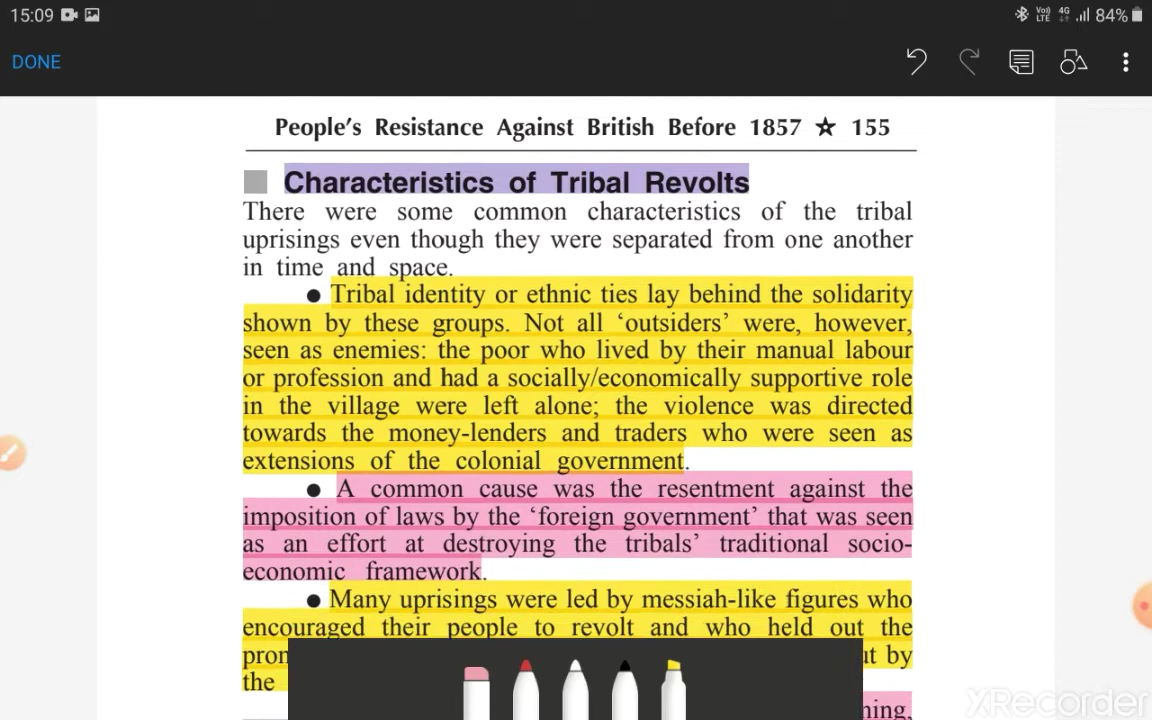 15:09
Vo)) LTE 4G 84%
DONE
People's Resistance Against British Before 1857 ☆ 155
Characteristics of Tribal Revolts
There were some common characteristics of the tribal
uprisings even though they were separated from one another
in time and space.
● Tribal identity or ethnic ties lay behind the solidarity
shown by these groups. Not all 'outsiders' were, however,
seen as enemies: the poor who lived by their manual labour
or profession and had a socially/economically supportive role
in the village were left alone; the violence was directed
towards the money-lenders and traders who were seen as
extensions of the colonial government.
● A common cause was the resentment against the
imposition of laws by the 'foreign government' that was seen
as an effort at destroying the tribals' traditional socio-
economic framework.
● Many uprisings were led by messiah-like figures who
encouraged their people to revolt and who held out the
by
the
XRecorder